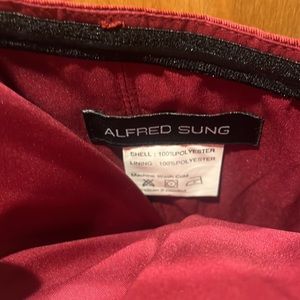 ALFRED SUNG
SHELL : 100%POLYESTER
LINING : 100%POLYESTER
Machine Wash Cold